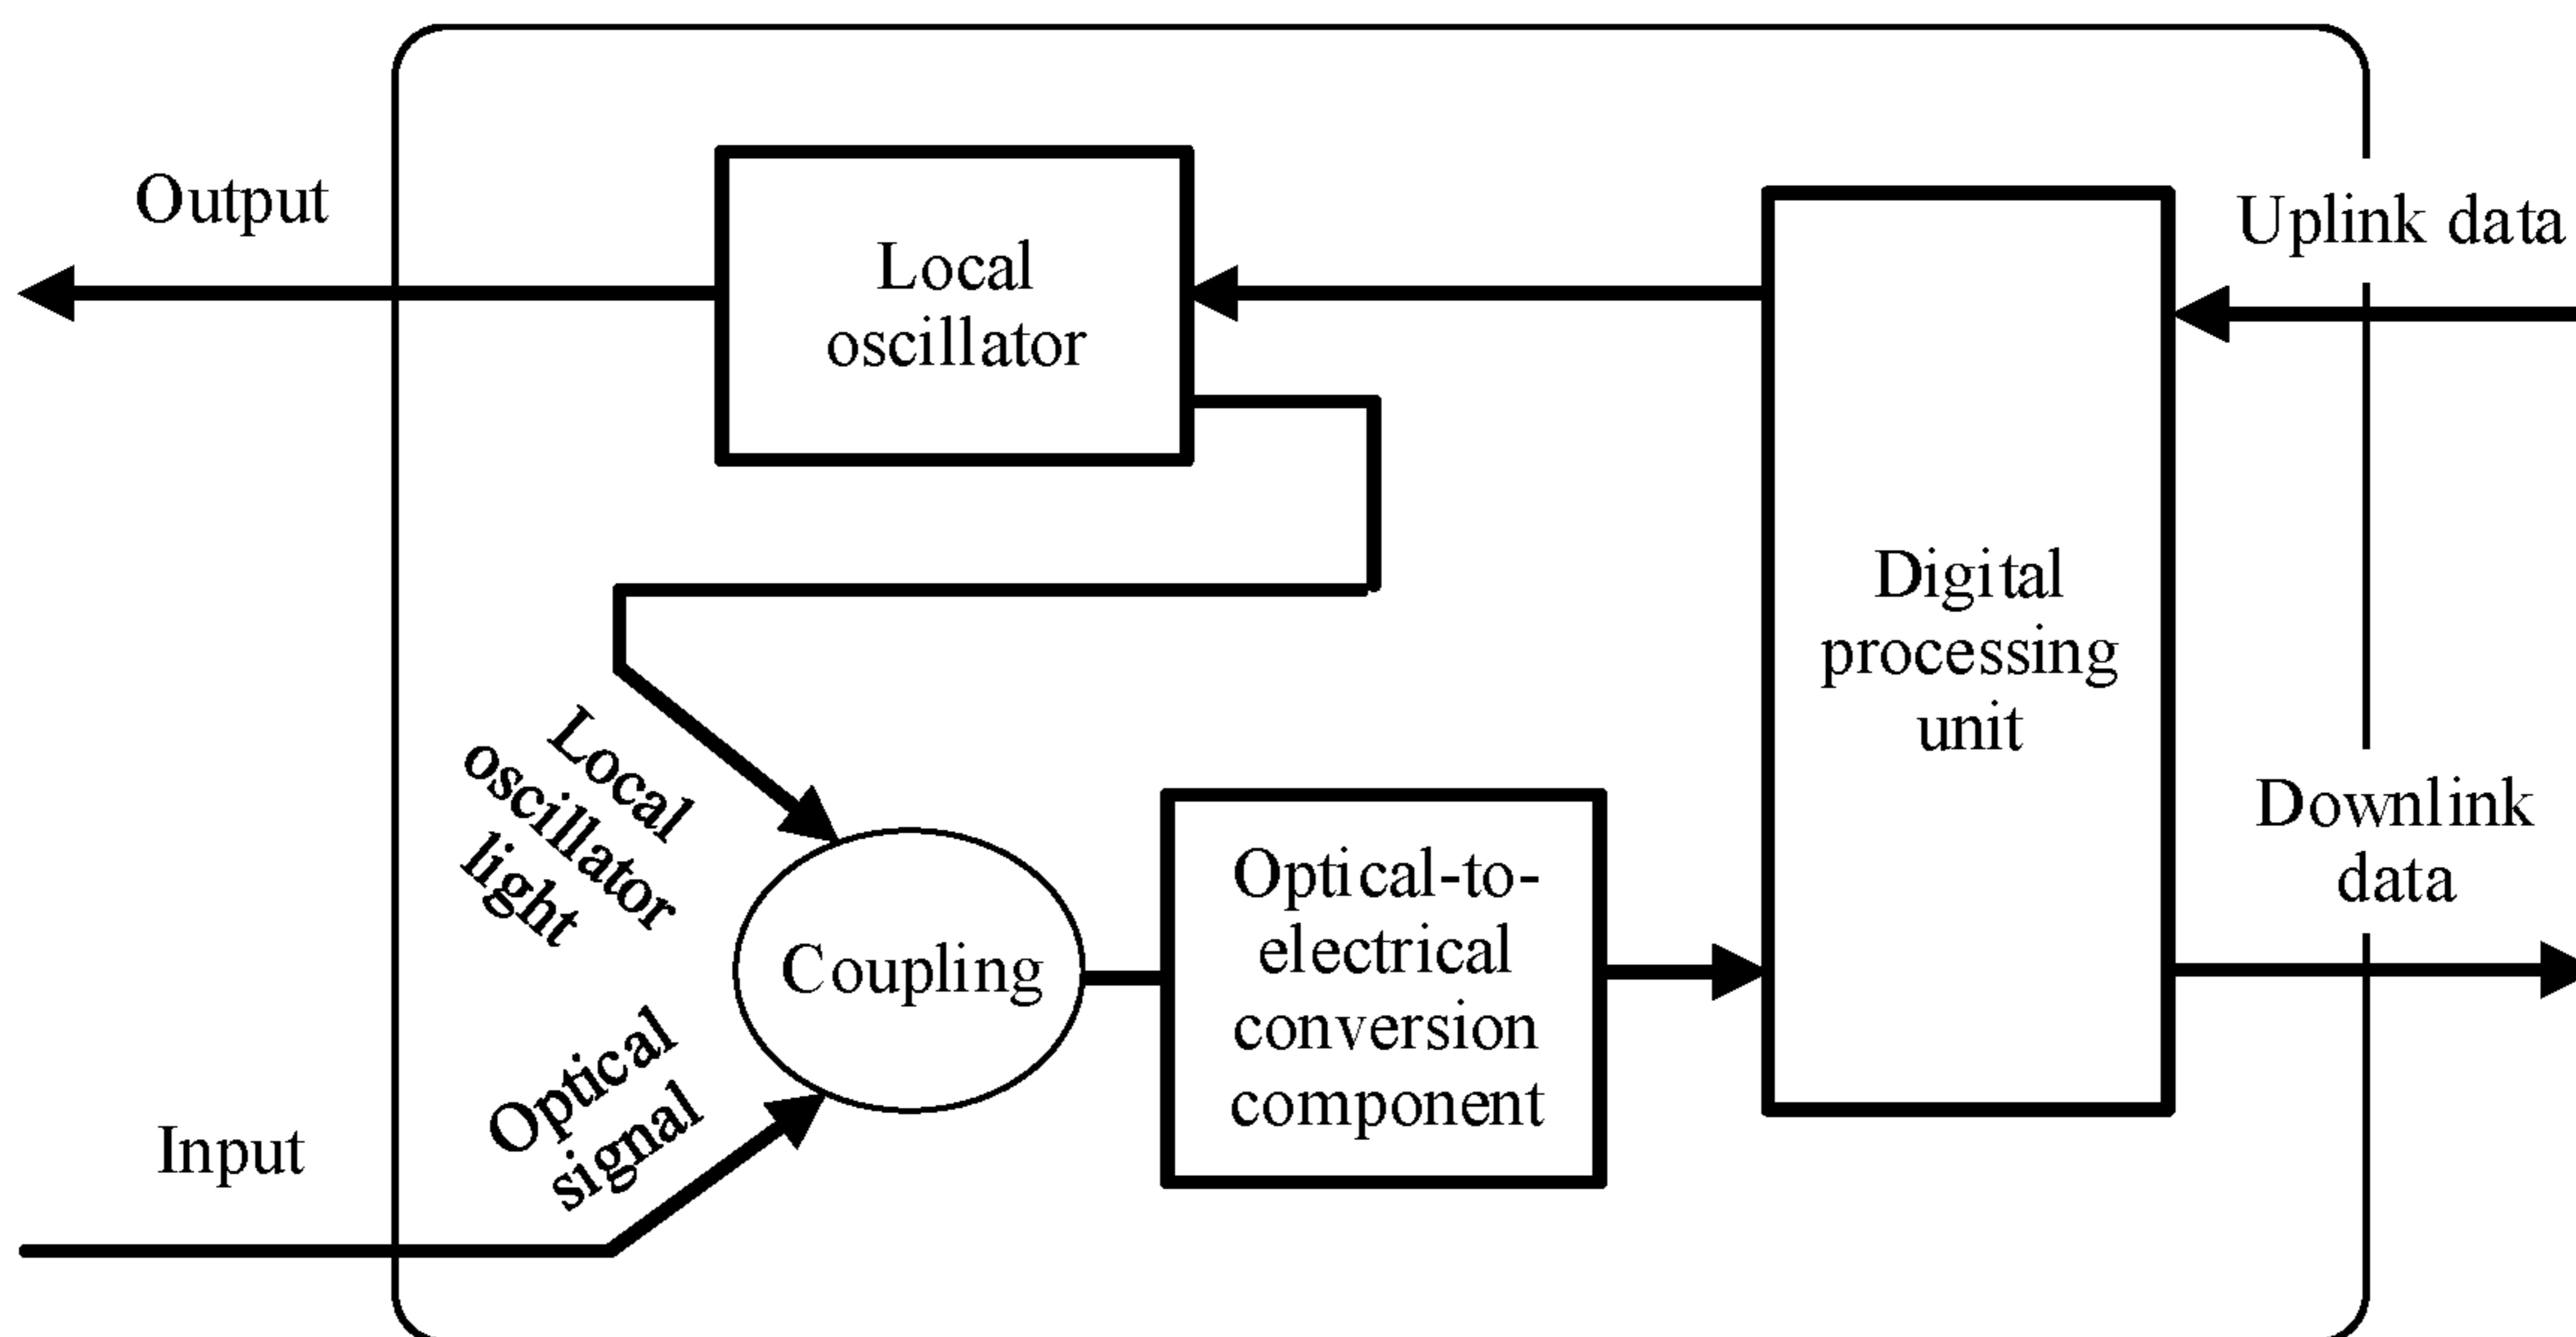 Output
Local
oscillator
Uplink data
Digital
processing
unit
Local
oscillator
light
Coupling
Optical-to-
electrical
conversion
component
Downlink
data
Optical
signal
Input